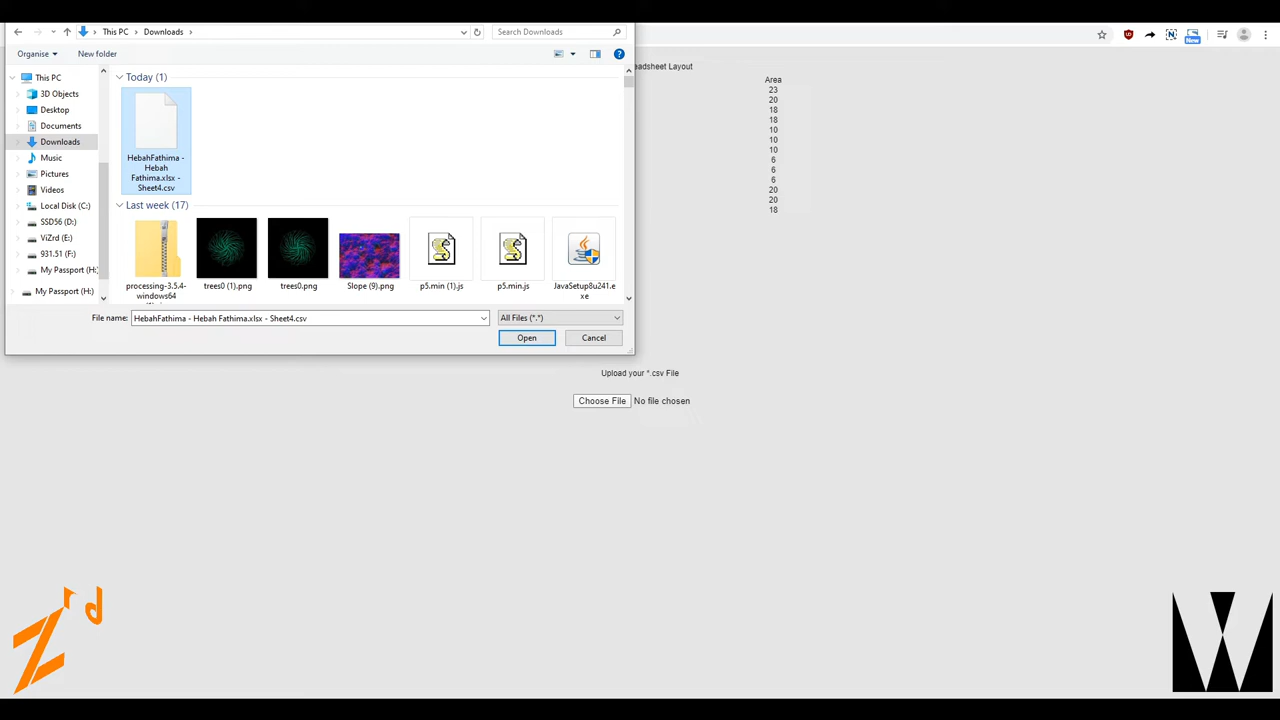 This PC
Downloads
Search Downloads
Organise
New folder
New
?
This PC
3D Objects
Desktop
Documents
Downloads
Music
Pictures
Videos
Local Disk (C:)
SSD56 (D:)
ViZrd (E:)
931.51 (F:)
My Passport (H:
My Passport (H:)
Today (1)
HebahFathima -
Hebah
Fathima.xlsx -
Sheet4.csv
Last week (17)
processing-3.5.4-
windows64
trees0 (1).png
trees0.png
Slope (9).png
p5.min (1).js
p5.min.js
JavaSetup8u241.e
xe
File name:
HebahFathima - Hebah Fathima.xlsx - Sheet4.csv
All Files (*.*)
Open
Cancel
eadsheet Layout
Area
23
20
18
18
10
10
10
6
6
6
20
20
18
Upload your *.csv File
Choose File No file chosen